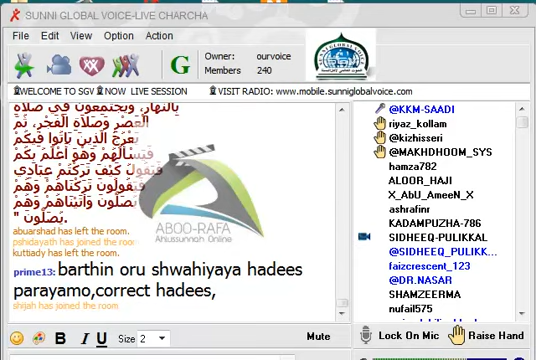 SUNNI GLOBAL VOICE-LIVE CHARCHA
File Edit View Option Action
G
Owner: ourvoice
Members 240
WELCOME TO SGV NOW LIVE SESSION
VISIT RADIO: www.mobile.sunniglobalvoice.com
بِالنَّهَارِ، وَيَجْتَمِعُونَ فِي صَلَاةِ
الْعَصْرِ وَصَلَاةِ الْفَجْرِ، ثُمَّ
يَعْرُجُ الَّذِينَ بَاتُوا فِيكُمْ
فَيَسْأَلُهُمْ وَهُوَ أَعْلَمُ بِكُمْ
فَيَقُولُ كَيْفَ تَرَكْتُمْ عِبَادِي
فَيَقُولُونَ تَرَكْنَاهُمْ وَهُمْ
يُصَلُّونَ وَأَتَيْنَاهُمْ وَهُمْ
يُصَلُّونَ ".
ABOO-RAFA
Ahlussunnah Online
abuarshad has left the room.
pshidayath has joined the room
kuttiady has left the room.
prime13: barthin oru shwahiyaya hadees
parayamo,correct hadees,
shijah has joined the room
@KKM-SAADI
riyaz_kollam
@kizhisseri
@MAKHDHOOM_SYS
hamza782
ALOOR_HAJI
X_AbU_AmeeN_X
ashrafinr
KADAMPUZHA-786
SIDHEEQ-PULIKKAL
@SIDHEEQ_PULIKK...
faizcrescent_123
@DR.NASAR
SHAMZEERMA
nufail575
B I U Size 2 Mute
Lock On Mic Raise Hand